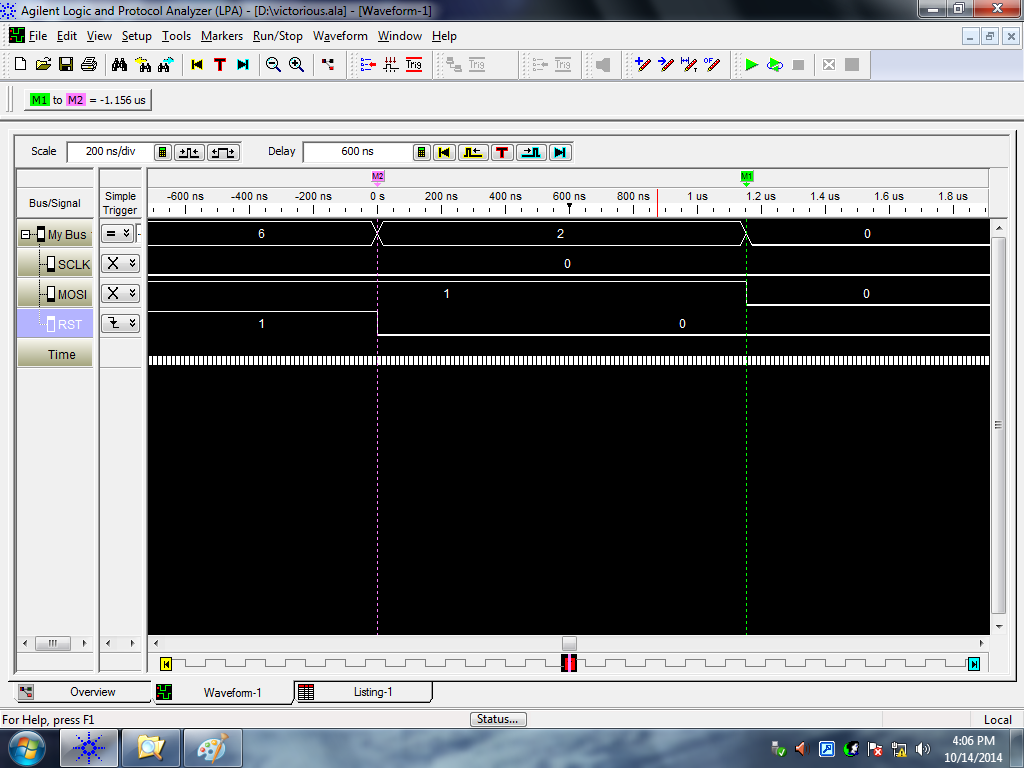 Agilent Logic and Protocol Analyzer (LPA) - [D:\victorious.ala] - [Waveform-1]
File Edit View Setup Tools Markers Run/Stop Waveform Window Help
T Trig Trig Trig
M1 to M2 = -1.156 us
Scale 200 ns/div Delay 600 ns T
M2 M1
Bus/Signal Simple Trigger -600 ns -400 ns -200 ns 0 s 200 ns 400 ns 600 ns 800 ns 1 us 1.2 us 1.4 us 1.6 us 1.8 us
My Bus = 6 2 0
SCLK X 0
MOSI X 1 0
RST 1 0
Time
Overview Waveform-1 Listing-1
For Help, press F1 Status... Local
4:06 PM
10/14/2014